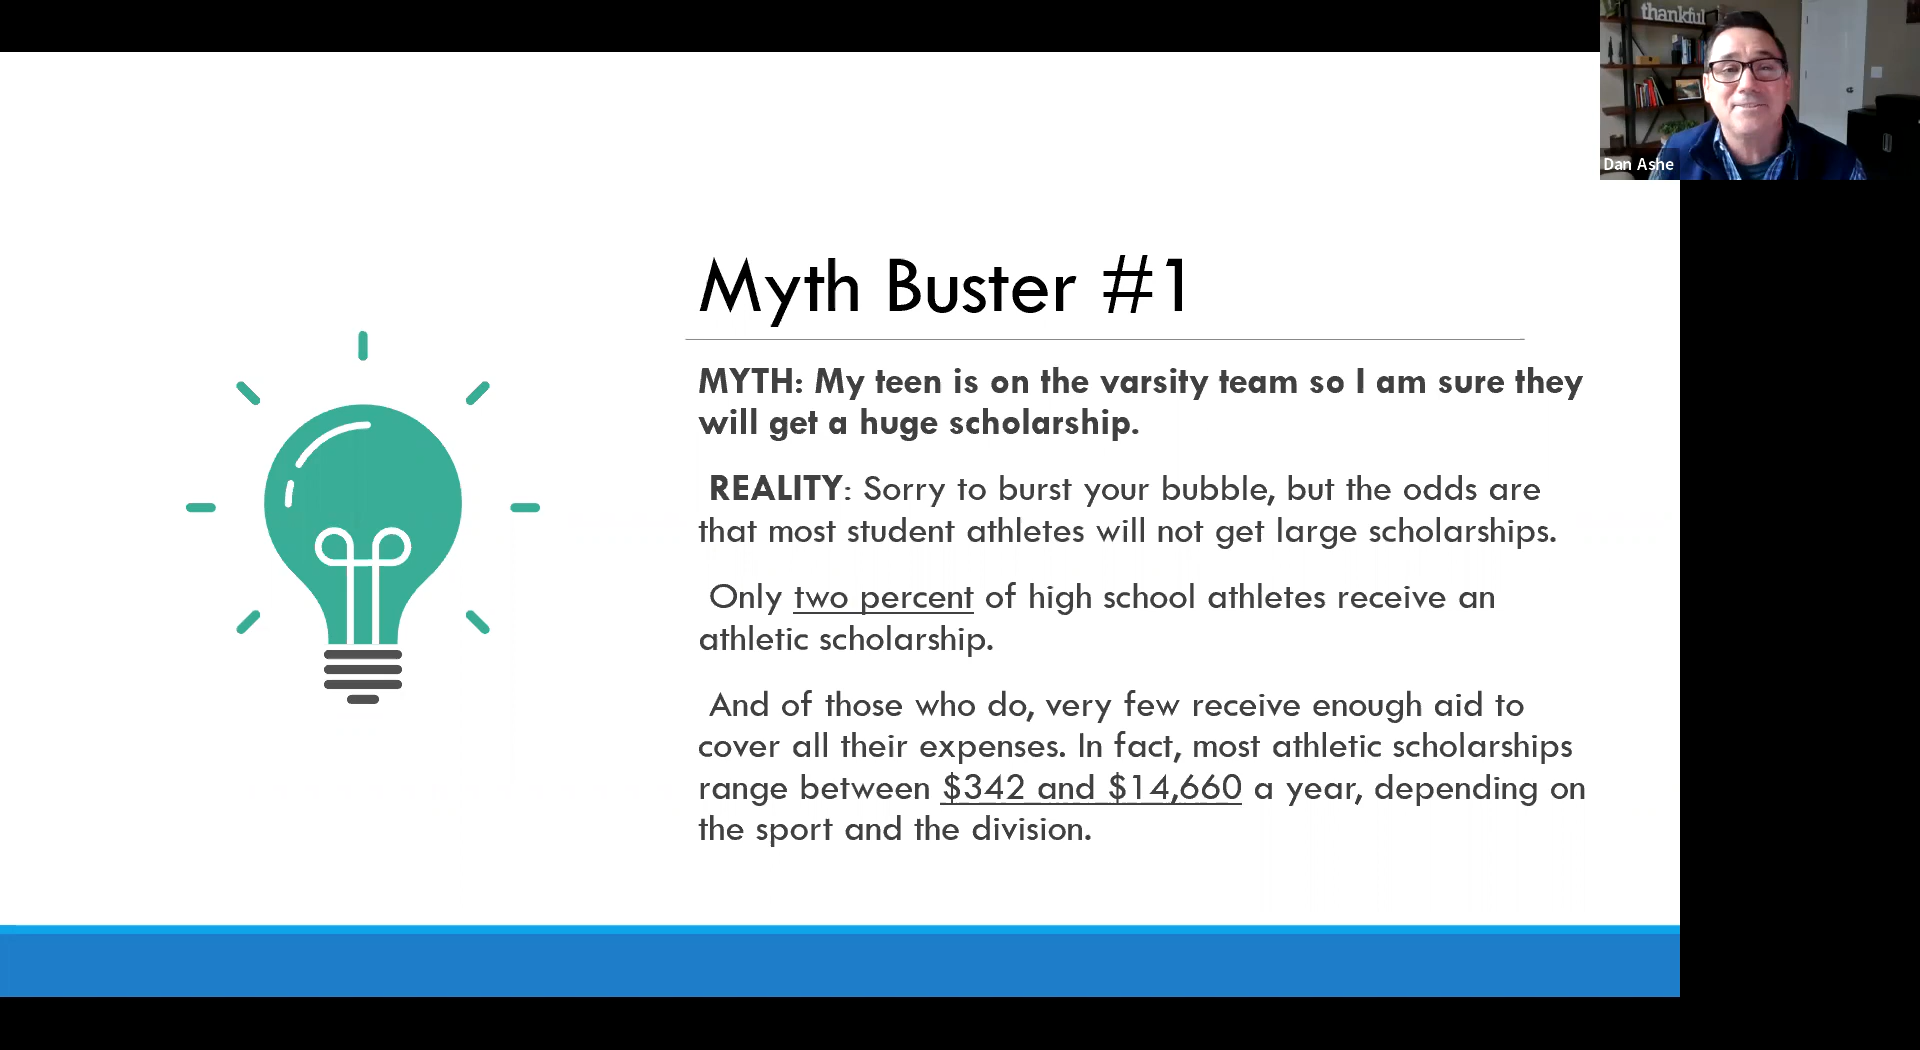 thankful
Dan Ashe
Myth Buster #1
MYTH: My teen is on the varsity team so I am sure they
will get a huge scholarship.
REALITY: Sorry to burst your bubble, but the odds are
that most student athletes will not get large scholarships.
Only two percent of high school athletes receive an
athletic scholarship.
And of those who do, very few receive enough aid to
cover all their expenses. In fact, most athletic scholarships
range between $342 and $14,660 a year, depending on
the sport and the division.